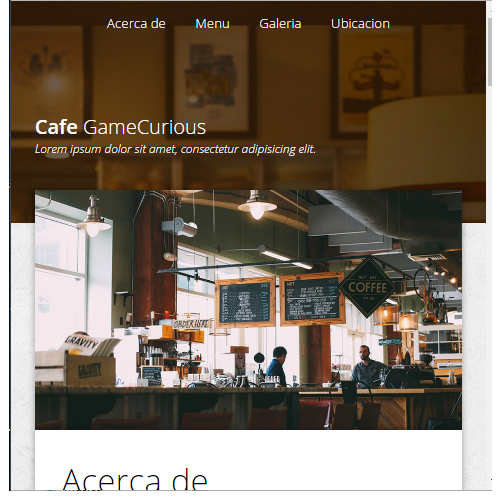 Acerca de Menu Galeria Ubicacion
Cafe GameCurious
Lorem ipsum dolor sit amet, consectetur adipisicing elit.
COFFEE
ORDER HERE
GRAVITY
Acerca de